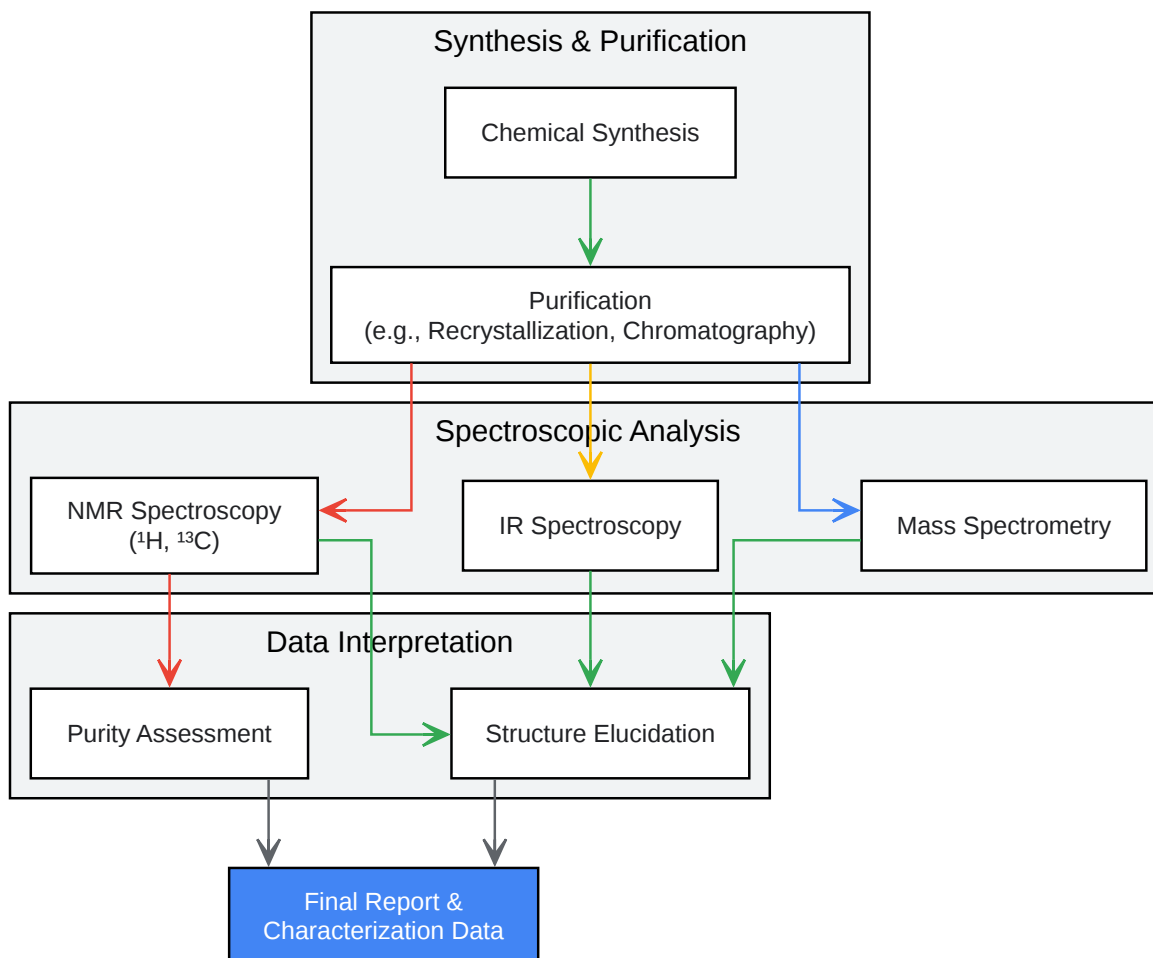 Synthesis & Purification
Chemical Synthesis
Purification
(e.g., Recrystallization, Chromatography)
Spectroscopic Analysis
NMR Spectroscopy
(¹H, ¹³C)
IR Spectroscopy
Mass Spectrometry
Data Interpretation
Purity Assessment
Structure Elucidation
Final Report &
Characterization Data